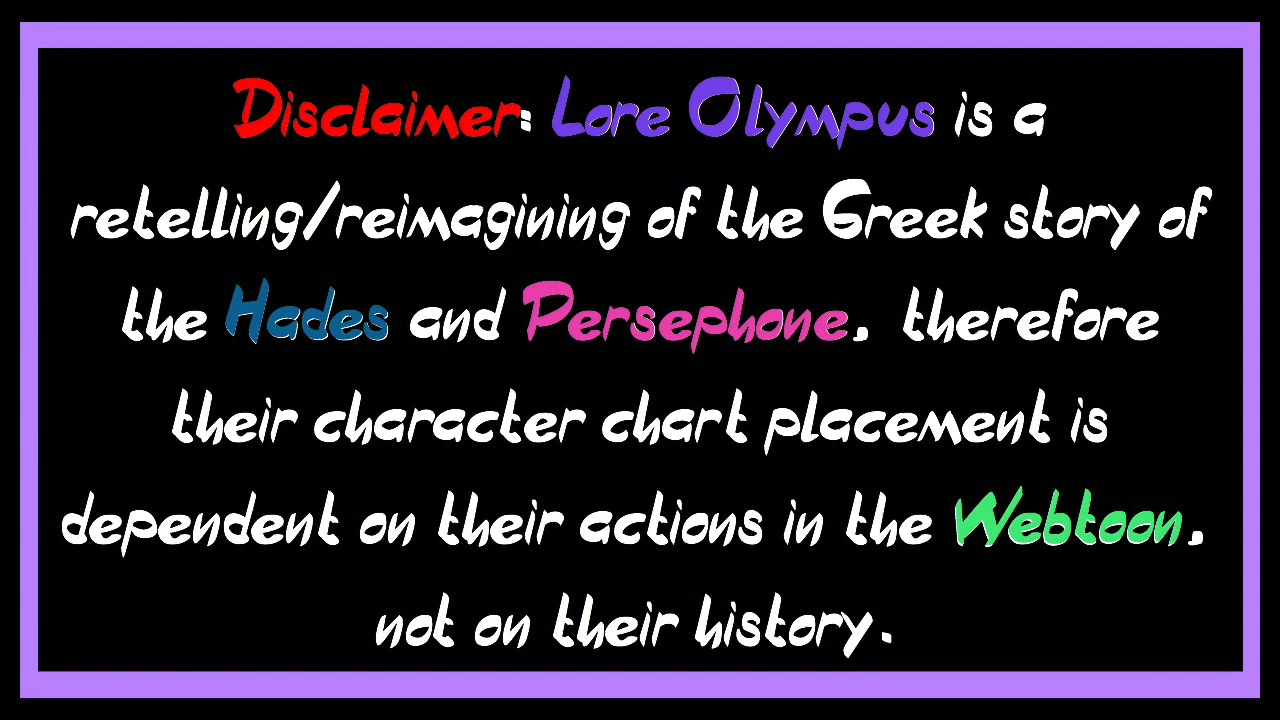 Disclaimer: Lore Olympus is a
retelling/reimagining of the Greek story of
the Hades and Persephone, therefore
their character chart placement is
dependent on their actions in the Webtoon,
not on their history.